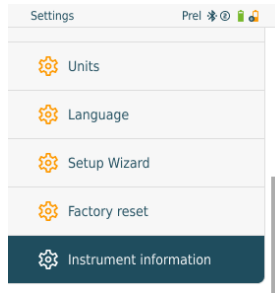 Settings Prel
Units
Language
Setup Wizard
Factory reset
Instrument information